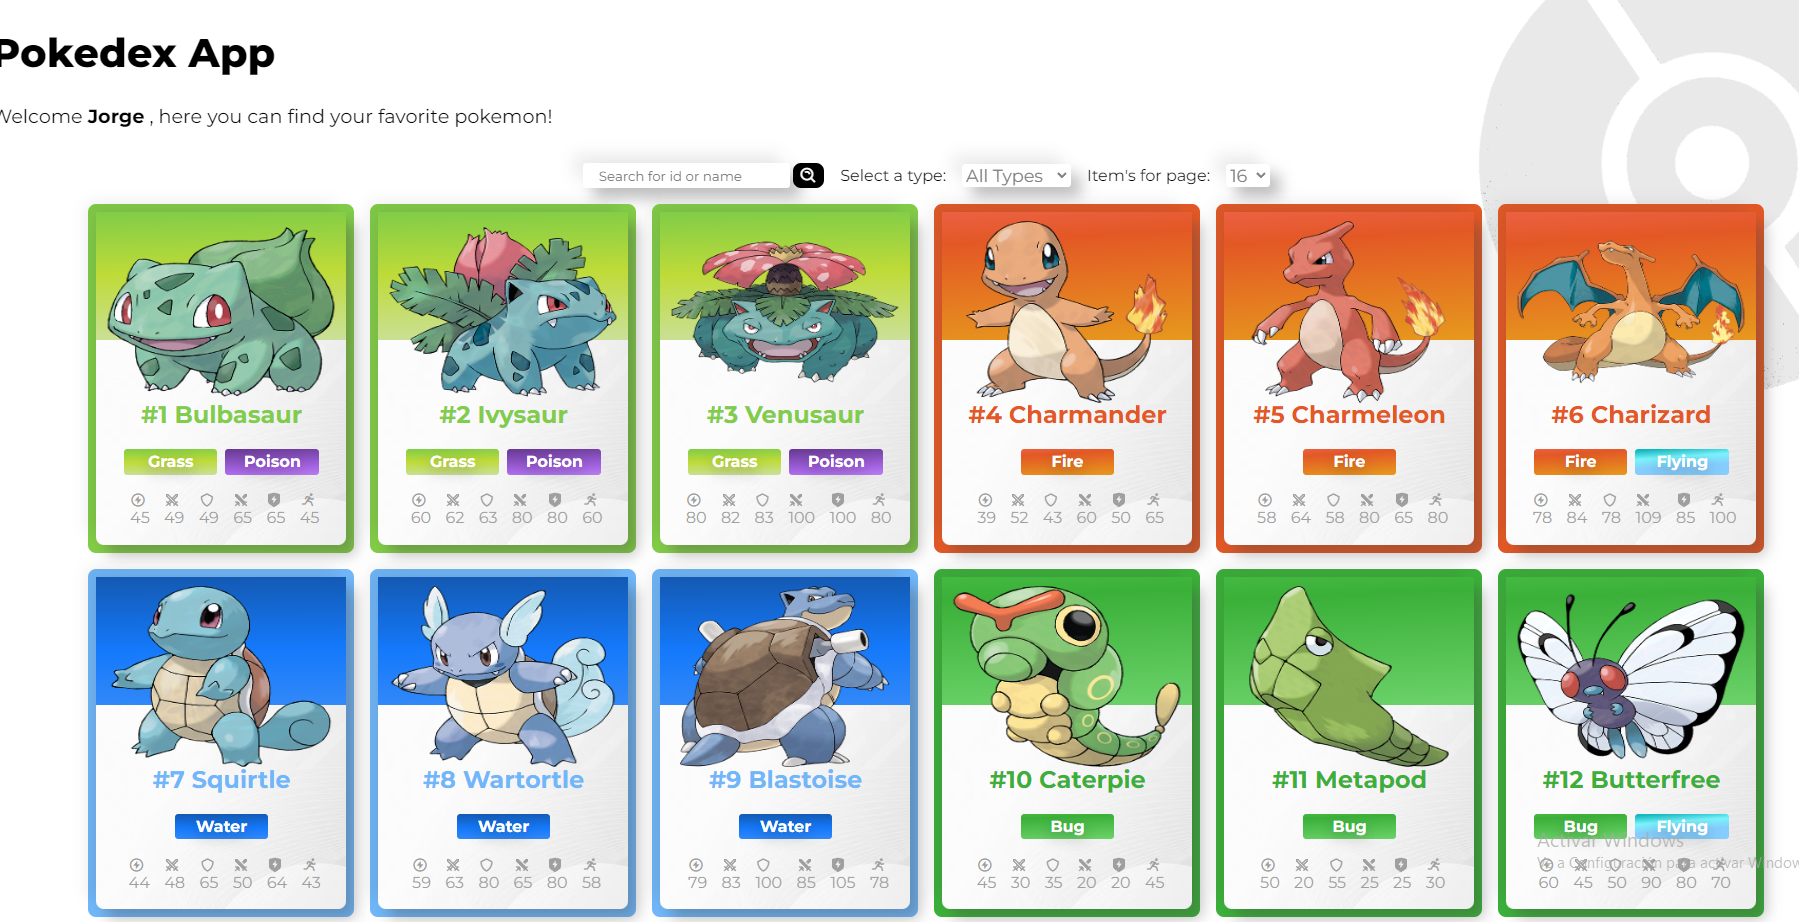 Pokedex App
Welcome Jorge , here you can find your favorite pokemon!
Search for id or name Select a type: All Types Item's for page: 16
#1 Bulbasaur #2 Ivysaur #3 Venusaur #4 Charmander #5 Charmeleon #6 Charizard
Grass Poison Grass Poison Grass Poison Fire Fire Fire Flying
45 49 49 65 65 45 60 62 63 80 80 60 80 82 83 100 100 80 39 52 43 60 50 65 58 64 58 80 65 80 78 84 78 109 85 100
#7 Squirtle #8 Wartortle #9 Blastoise #10 Caterpie #11 Metapod #12 Butterfree
Water Water Water Bug Bug Bug Flying
Activar Windows
Ve a Configuración para activar Windows
44 48 65 50 64 43 59 63 80 65 80 58 79 83 100 85 105 78 45 30 35 20 20 45 50 20 55 25 25 30 60 45 50 90 80 70